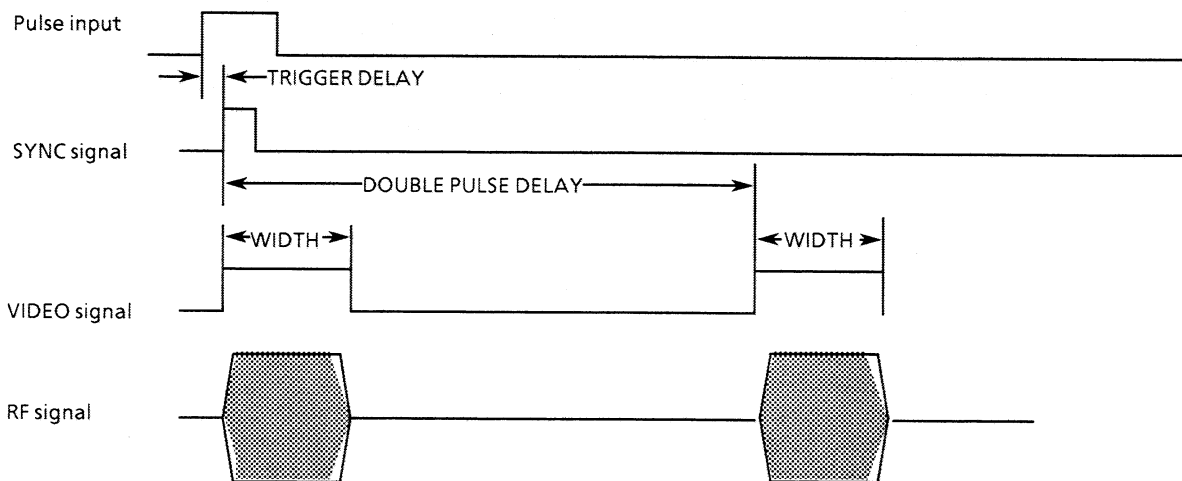 Pulse input
TRIGGER DELAY
SYNC signal
DOUBLE PULSE DELAY
WIDTH
WIDTH
VIDEO signal
RF signal